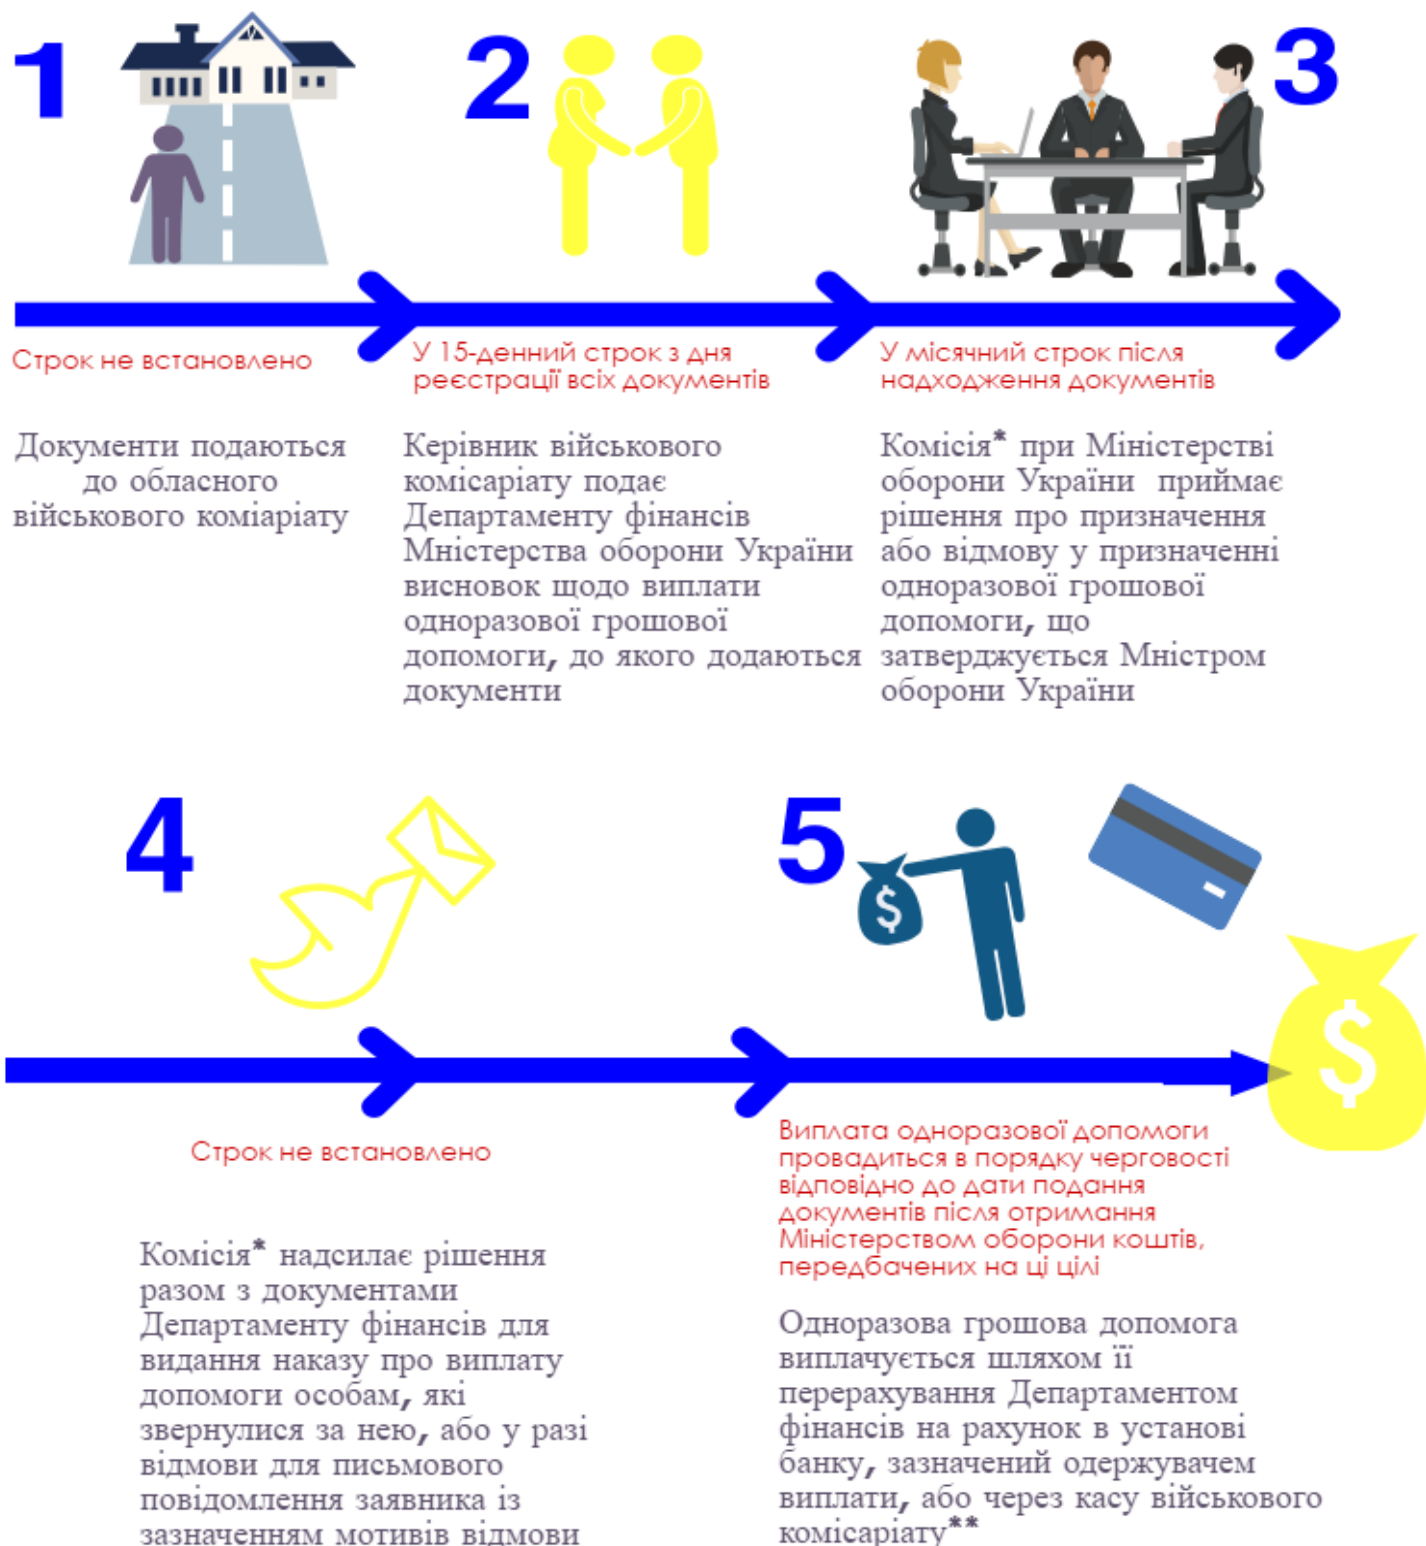 1
2
3
Строк не встановлено
Документи подаються
до обласного
військового коміаріату
У 15-денний строк з дня
реєстрації всіх документів
Керівник військового
комісаріату подає
Департаменту фінансів
Мністерства оборони України
висновок щодо виплати
одноразової грошової
допомоги, до якого додаються
документи
У місячний строк після
надходження документів
Комісія* при Міністерстві
оборони України приймає
рішення про призначення
або відмову у призначенні
одноразової грошової
допомоги, що
затверджується Мністром
оборони України
4
5
$
$
Строк не встановлено
Комісія* надсилає рішення
разом з документами
Департаменту фінансів для
видання наказу про виплату
допомоги особам, які
звернулися за нею, або у разі
відмови для письмового
повідомлення заявника із
зазначенням мотивів відмови
Виплата одноразової допомоги
провадиться в порядку черговості
відповідно до дати подання
документів після отримання
Міністерством оборони коштів,
передбачених на ці цілі
Одноразова грошова допомога
виплачується шляхом її
перерахування Департаментом
фінансів на рахунок в установі
банку, зазначений одержувачем
виплати, або через касу військового
комісаріату**